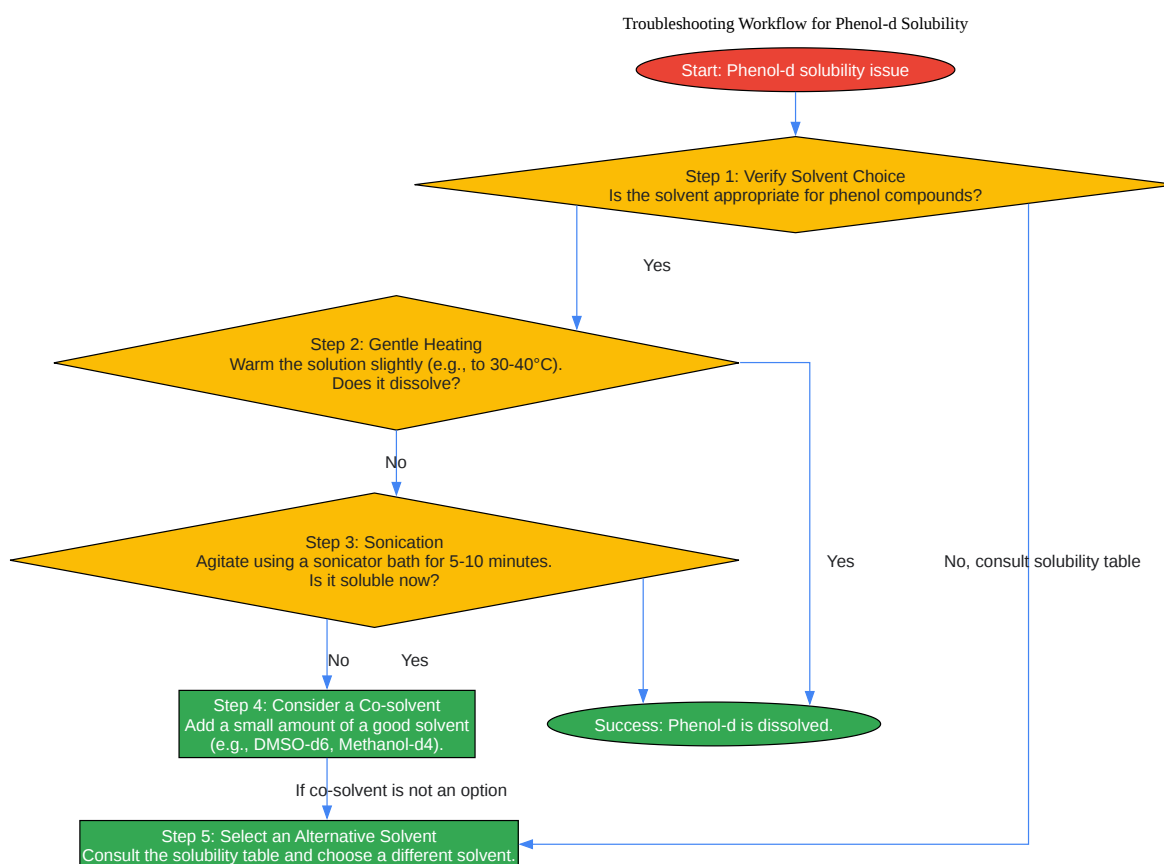 Troubleshooting Workflow for Phenol-d Solubility
Start: Phenol-d solubility issue
Step 1: Verify Solvent Choice
Is the solvent appropriate for phenol compounds?
Yes
Step 2: Gentle Heating
Warm the solution slightly (e.g., to 30-40°C).
Does it dissolve?
No
Step 3: Sonication
Agitate using a sonicator bath for 5-10 minutes.
Is it soluble now?
Yes
No, consult solubility table
No
Yes
Step 4: Consider a Co-solvent
Add a small amount of a good solvent
(e.g., DMSO-d6, Methanol-d4).
Success: Phenol-d is dissolved.
If co-solvent is not an option
Step 5: Select an Alternative Solvent
Consult the solubility table and choose a different solvent.